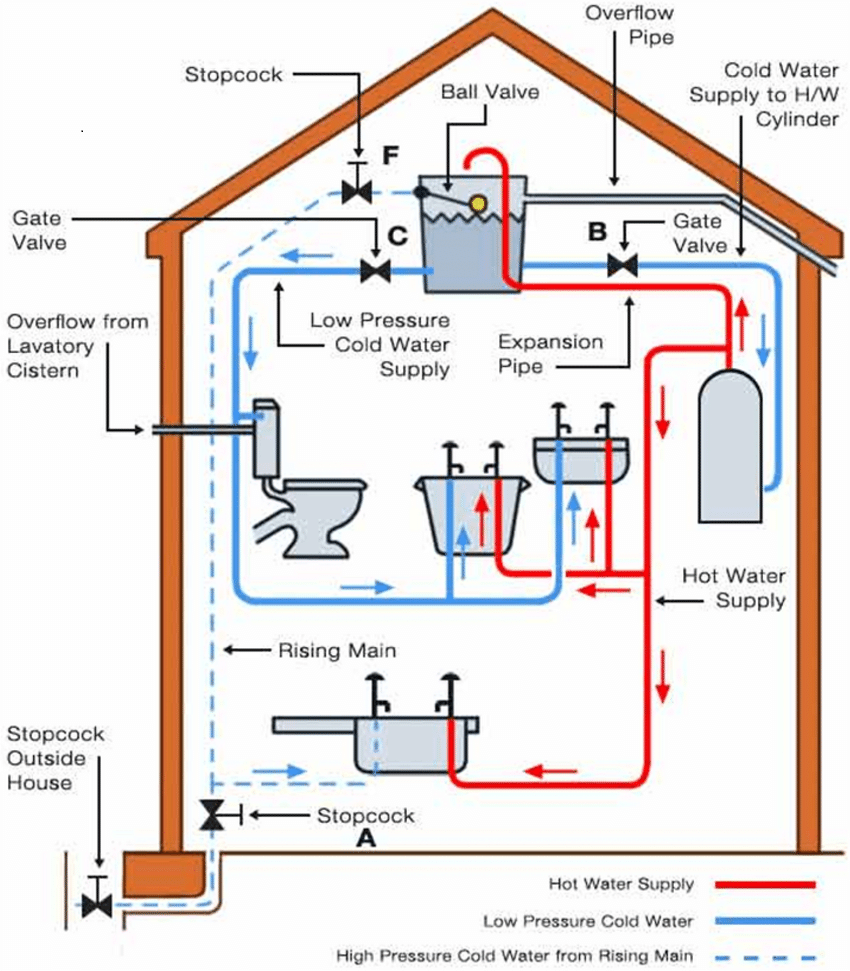 Overflow
Pipe
Stopcock
Ball Valve
Cold Water
Supply to H/W
Cylinder
F
Gate
Valve
C
B
Gate
Valve
Overflow from
Lavatory
Cistern
Low Pressure
Cold Water
Supply
Expansion
Pipe
Hot Water
Supply
Rising Main
Stopcock
Outside
House
Stopcock
A
Hot Water Supply
Low Pressure Cold Water
High Pressure Cold Water from Rising Main